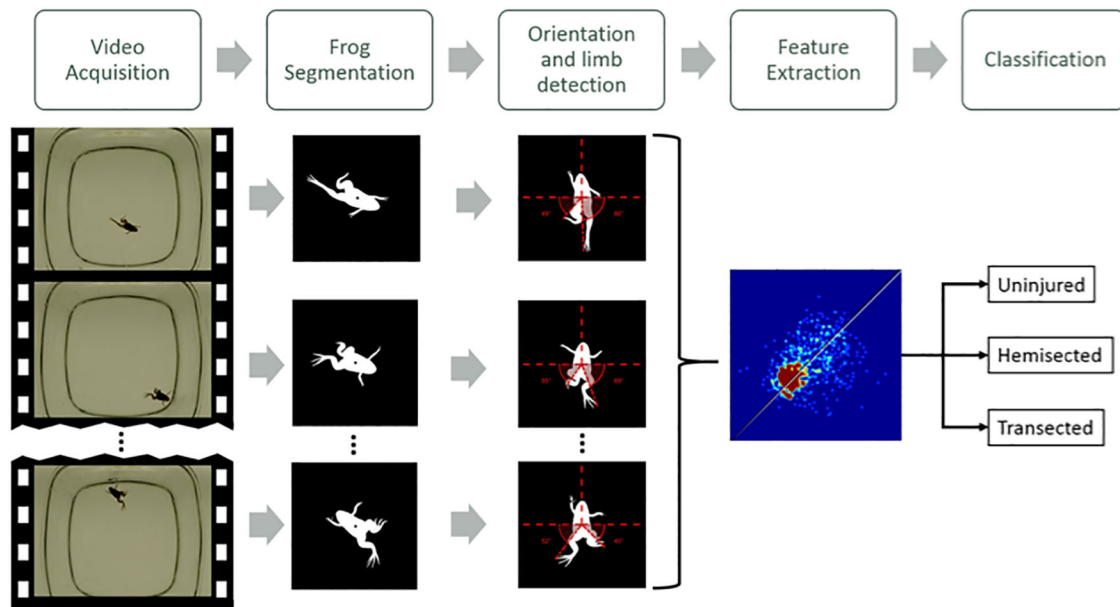 Video
Acquisition
Frog
Segmentation
Orientation
and limb
detection
Feature
Extraction
Classification
Uninjured
Hemisected
Transected